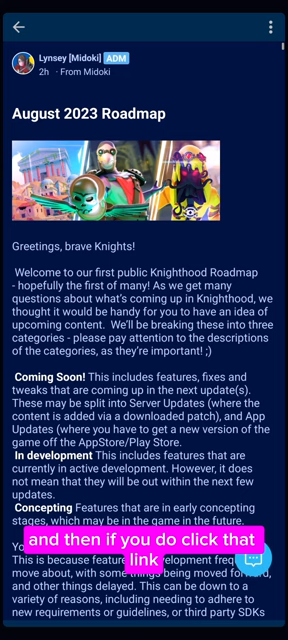 Lynsey [Midoki] ADM
2h · From Midoki
August 2023 Roadmap
Greetings, brave Knights!
Welcome to our first public Knighthood Roadmap
- hopefully the first of many! As we get many
questions about what's coming up in Knighthood, we
thought it would be handy for you to have an idea of
upcoming content. We'll be breaking these into three
categories - please pay attention to the descriptions
of the categories, as they're important! ;)
Coming Soon! This includes features, fixes and
tweaks that are coming up in the next update(s).
These may be split into Server Updates (where
the content is added via a downloaded patch), and App
Updates (where you have to get a new version of the
game off the AppStore/Play Store.
In development This includes features that are
currently in active development. However, it does
not mean that they will be out within the next few
updates.
Concepting Features that are in early concepting
stages, which may be in the game in the future.
and then if you do click that
link
This is because features development
move about, with some things being moved forward,
and other things delayed. This can be down to a
variety of reasons, including needing to adhere to
new requirements or guidelines, or third party SDKs